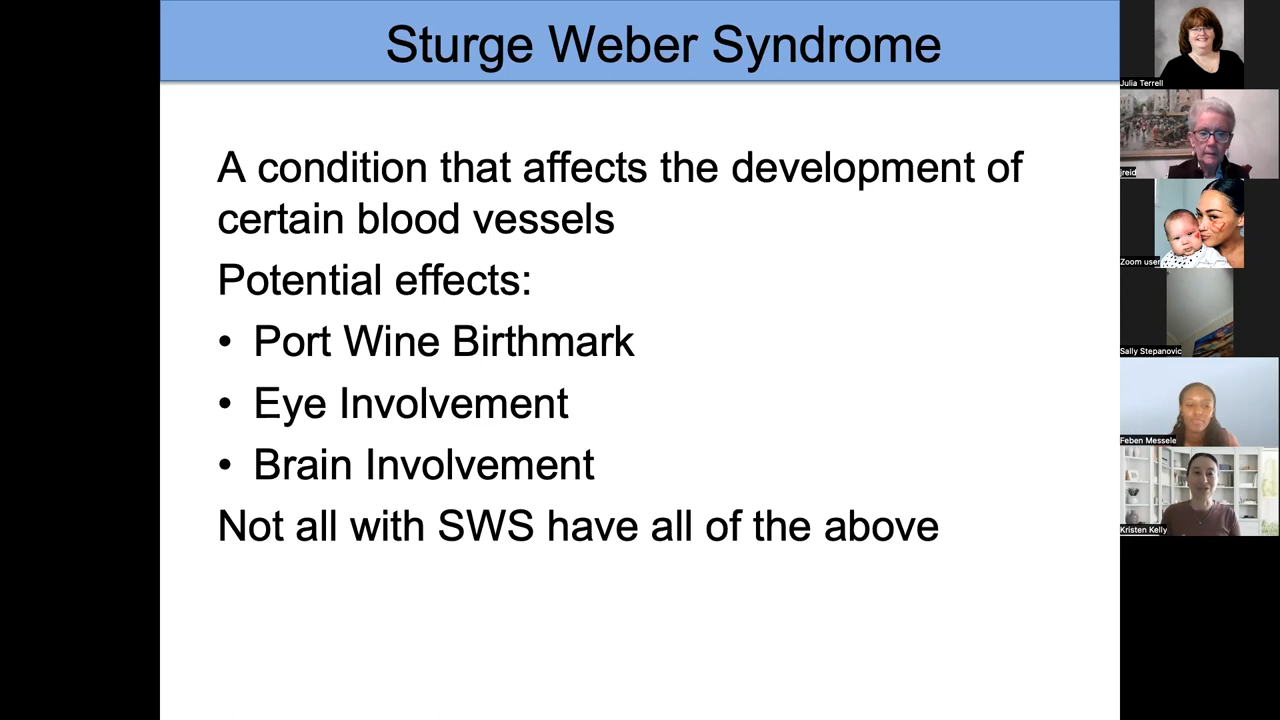 Sturge Weber Syndrome
A condition that affects the development of
certain blood vessels
Potential effects:
• Port Wine Birthmark
• Eye Involvement
• Brain Involvement
Not all with SWS have all of the above
Julia Terrell
jreid
Zoom user
Sally Stepanovic
Feben Messele
Kristen Kelly